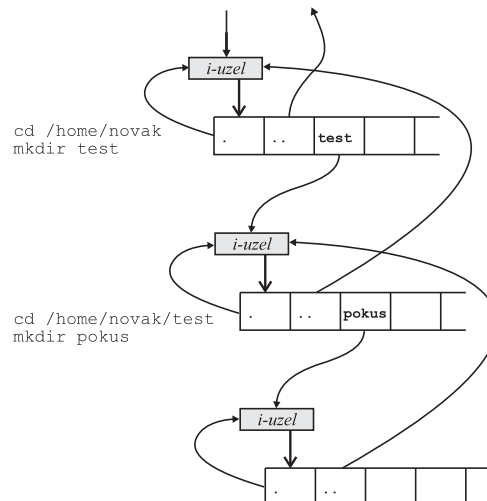 i-uzel
. .. test
cd /home/novak
mkdir test
i-uzel
. .. pokus
cd /home/novak/test
mkdir pokus
i-uzel
. ..